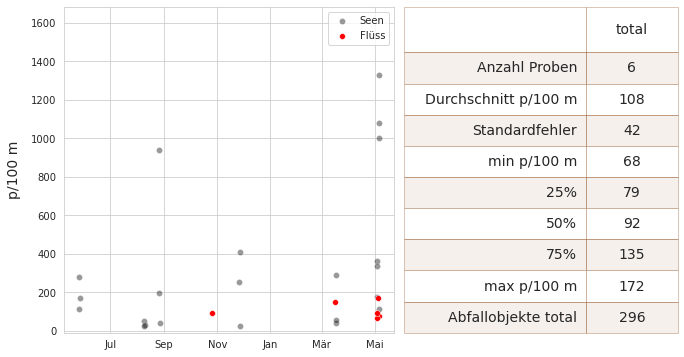 1600
1400
1200
1000
800
600
400
200
0
p/100 m
Jul Sep Nov Jan Mär Mai
Seen
Flüss
total
Anzahl Proben 6
Durchschnitt p/100 m 108
Standardfehler 42
min p/100 m 68
25% 79
50% 92
75% 135
max p/100 m 172
Abfallobjekte total 296